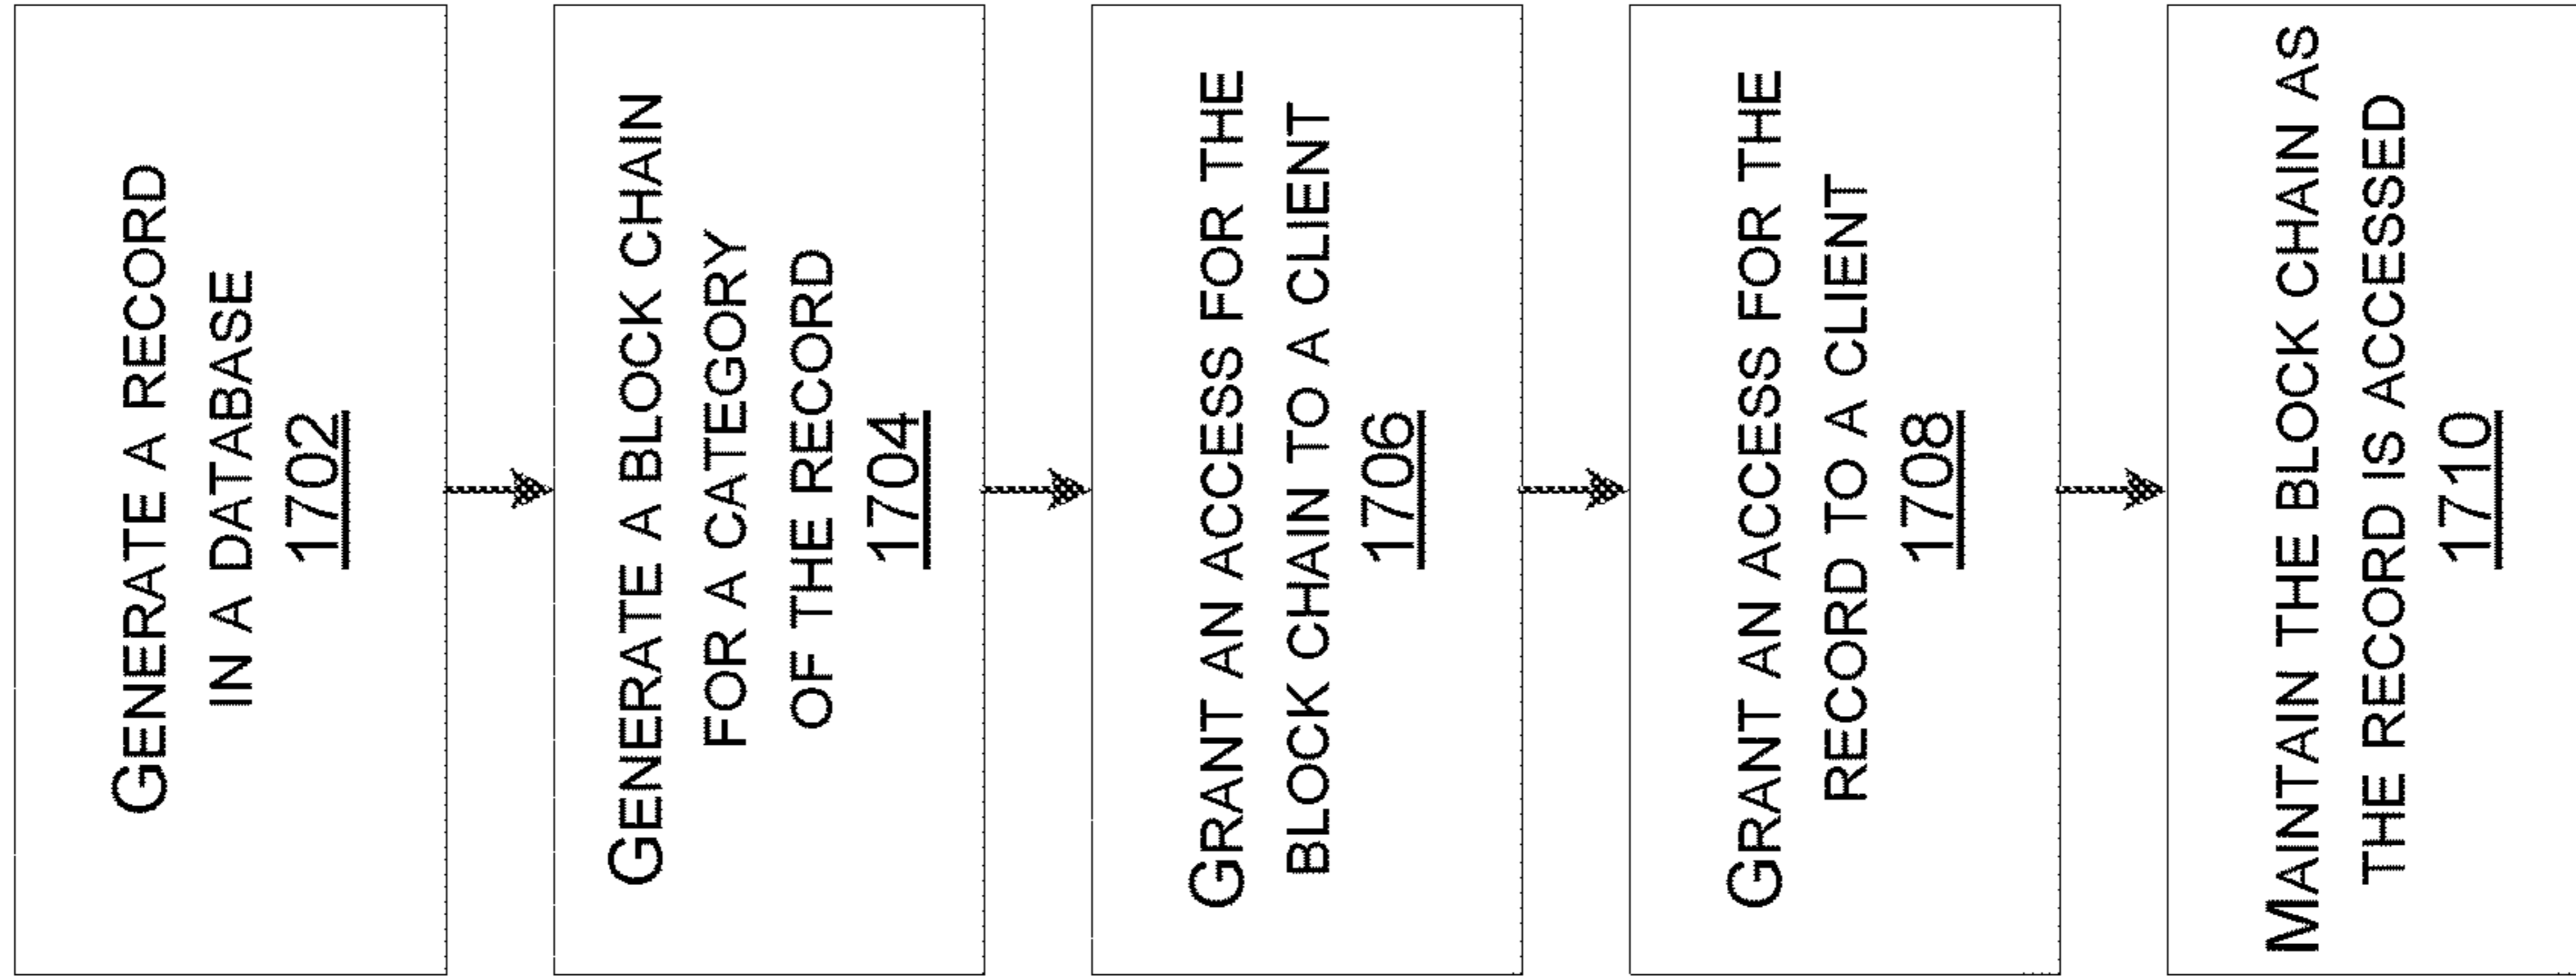 GENERATE A RECORD
IN A DATABASE
1702
GENERATE A BLOCK CHAIN
FOR A CATEGORY
OF THE RECORD
1704
GRANT AN ACCESS FOR THE
BLOCK CHAIN TO A CLIENT
1706
GRANT AN ACCESS FOR THE
RECORD TO A CLIENT
1708
MAINTAIN THE BLOCK CHAIN AS
THE RECORD IS ACCESSED
1710